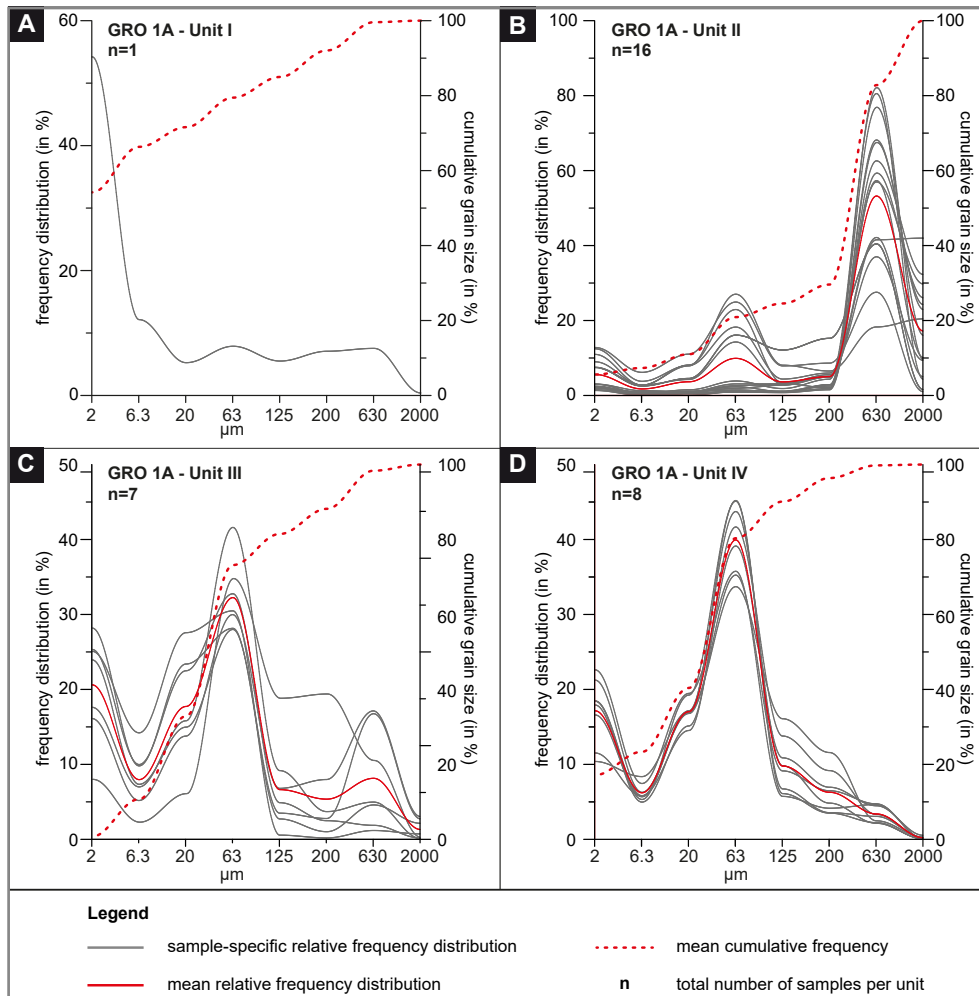 A
GRO 1A - Unit I
n=1
frequency distribution (in %)
60
40
20
0
cumulative grain size (in %)
100
80
60
40
20
0
2 6.3 20 63 125 200 630 2000
µm
B
GRO 1A - Unit II
n=16
frequency distribution (in %)
100
80
60
40
20
0
cumulative grain size (in %)
100
80
60
40
20
0
2 6.3 20 63 125 200 630 2000
µm
C
GRO 1A - Unit III
n=7
frequency distribution (in %)
50
40
30
20
10
0
cumulative grain size (in %)
100
80
60
40
20
0
2 6.3 20 63 125 200 630 2000
µm
D
GRO 1A - Unit IV
n=8
frequency distribution (in %)
50
40
30
20
10
0
cumulative grain size (in %)
100
80
60
40
20
0
2 6.3 20 63 125 200 630 2000
µm
Legend
sample-specific relative frequency distribution
mean cumulative frequency
mean relative frequency distribution
n total number of samples per unit